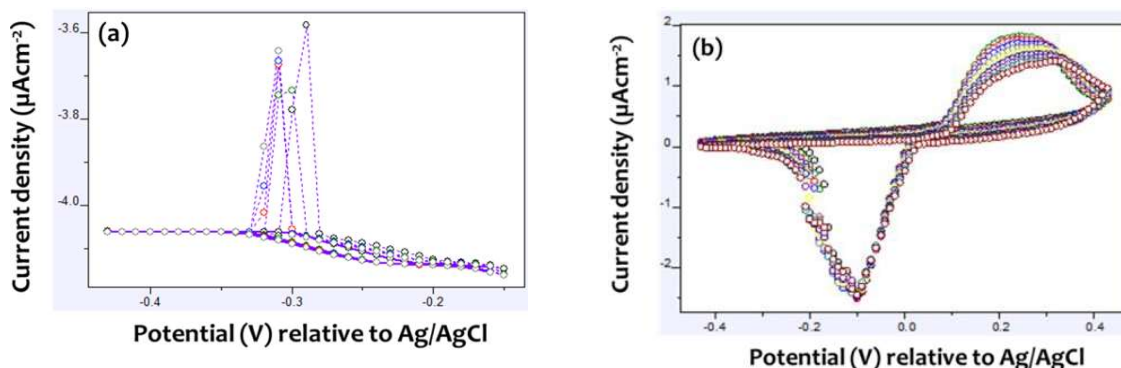 (a)
-3.6
-3.8
-4.0
-0.4
-0.3
-0.2
Current density (μAcm⁻²)
Potential (V) relative to Ag/AgCl
(b)
2
1
0
-1
-2
-0.4
-0.2
0.0
0.2
0.4
Current density (μAcm⁻²)
Potential (V) relative to Ag/AgCl